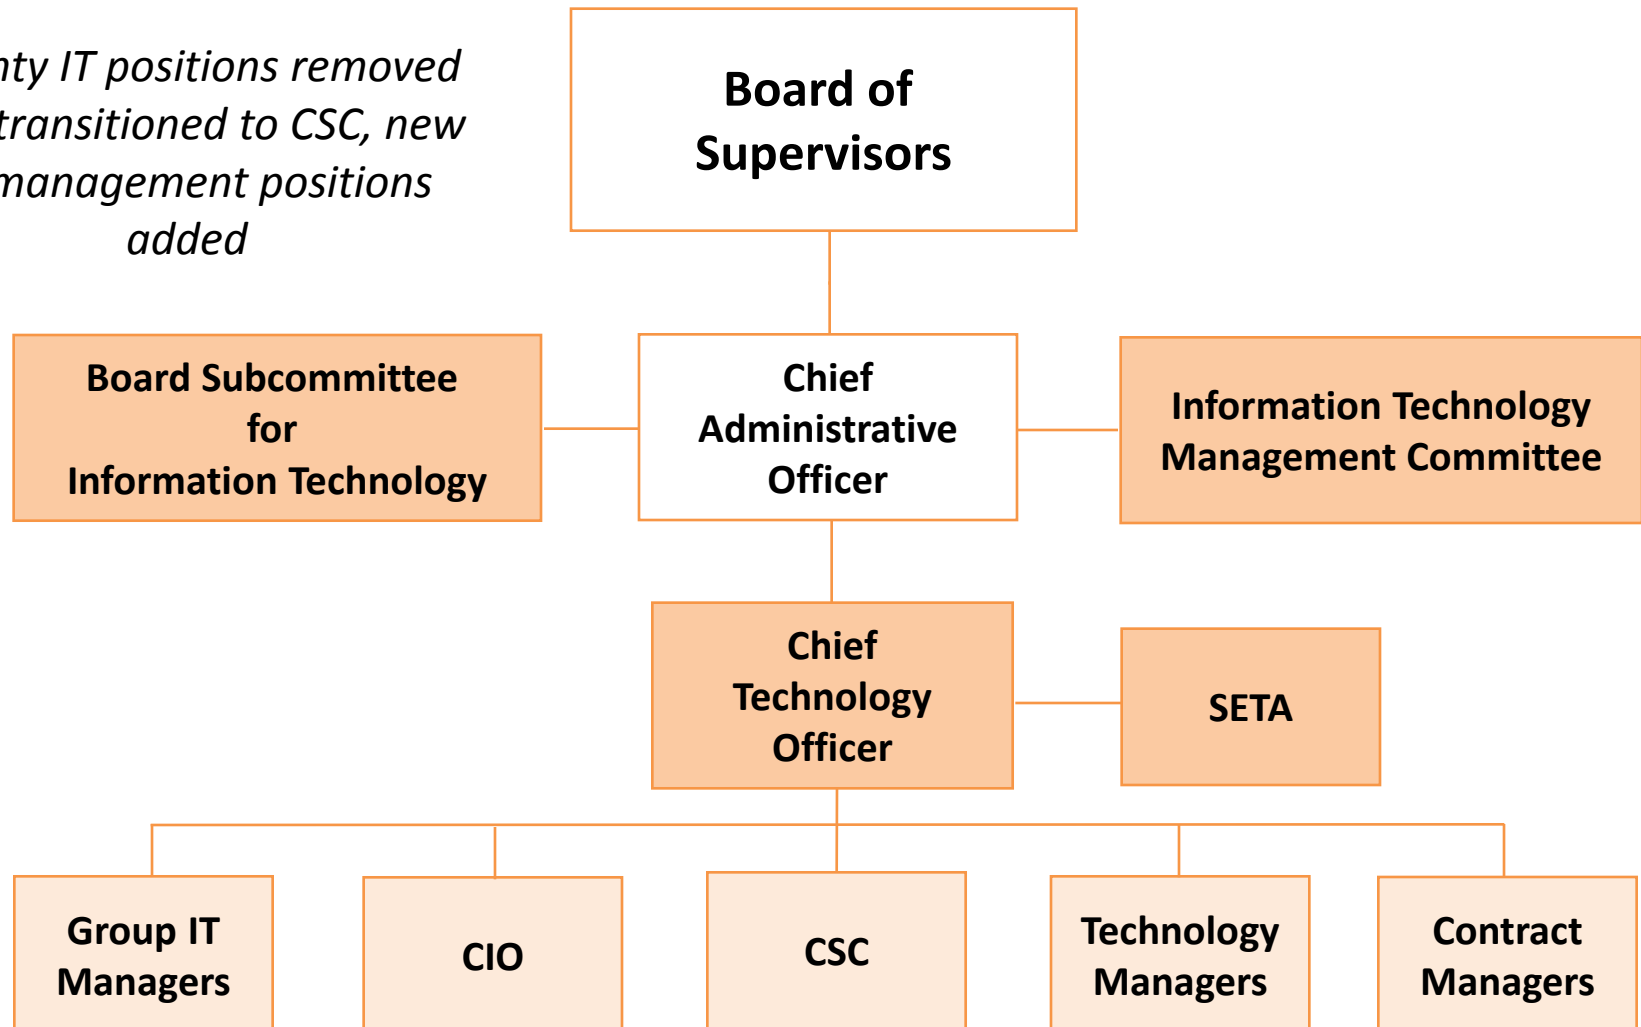 IT positions removed
transitioned to CSC, new
management positions
added
Board of
Supervisors
Board Subcommittee
for
Information Technology
Chief
Administrative
Officer
Information Technology
Management Committee
Chief
Technology
Officer
SETA
Group IT
Managers
CIO
CSC
Technology
Managers
Contract
Managers